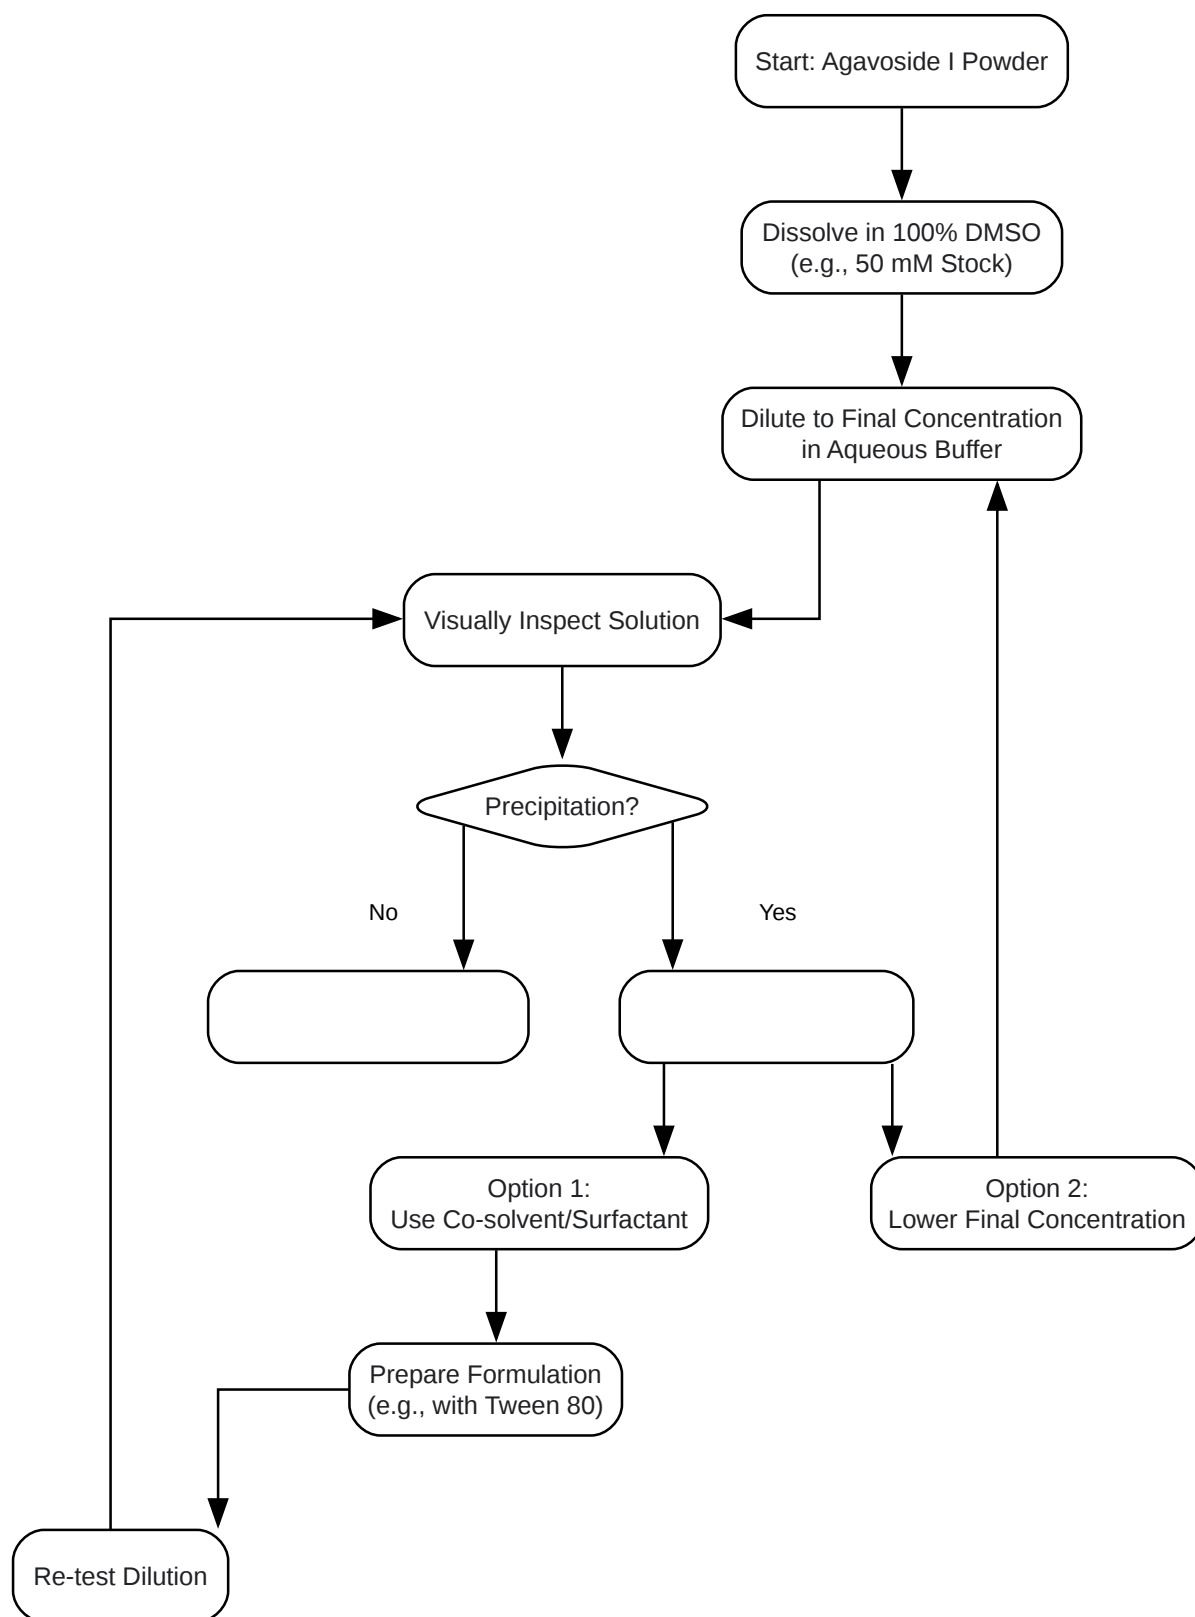 Start: Agavoside I Powder
Dissolve in 100% DMSO
(e.g., 50 mM Stock)
Dilute to Final Concentration
in Aqueous Buffer
Visually Inspect Solution
Precipitation?
No
Yes
Option 1:
Use Co-solvent/Surfactant
Option 2:
Lower Final Concentration
Prepare Formulation
(e.g., with Tween 80)
Re-test Dilution